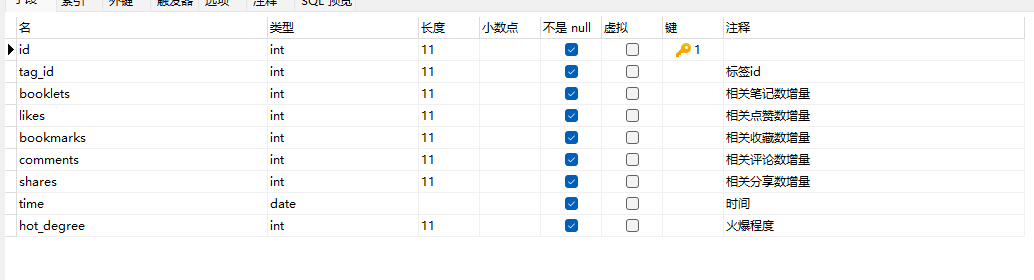 字段 索引 外键 触发器 选项 注释 SQL 预览
名 类型 长度 小数点 不是 null 虚拟 键 注释
id int 11 1
tag_id int 11 标签id
booklets int 11 相关笔记数增量
likes int 11 相关点赞数增量
bookmarks int 11 相关收藏数增量
comments int 11 相关评论数增量
shares int 11 相关分享数增量
time date 时间
hot_degree int 11 火爆程度